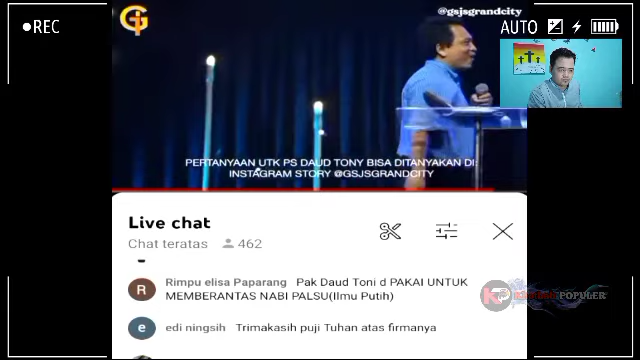 @gsjsgrandcity
REC
AUTO
PERTANYAAN UTK PS DAUD TONY BISA DITANYAKAN DI:
INSTAGRAM STORY @GSJSGRANDCITY
Live chat
Chat teratas 462
R
Rimpu elisa Paparang Pak Daud Toni d PAKAI UNTUK
MEMBERANTAS NABI PALSU(Ilmu Putih)
e
edi ningsih Trimakasih puji Tuhan atas firmanya
POPULER